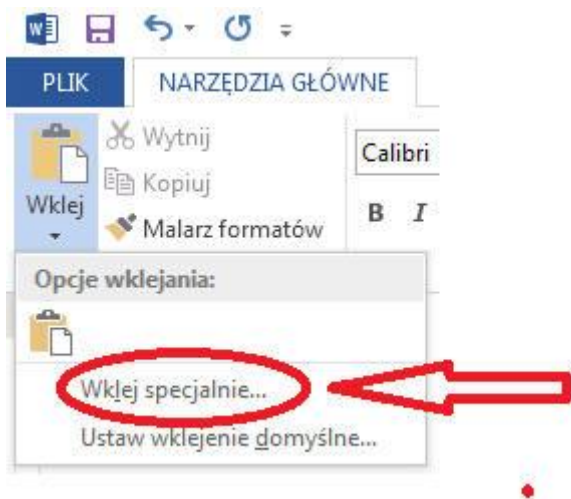 PLIK NARZĘDZIA GŁÓWNE
Wytnij
Kopiuj
Malarz formatów
Wklej
Calibri
B I
Opcje wklejania:
Wklej specjalnie...
Ustaw wklejenie domyślne...